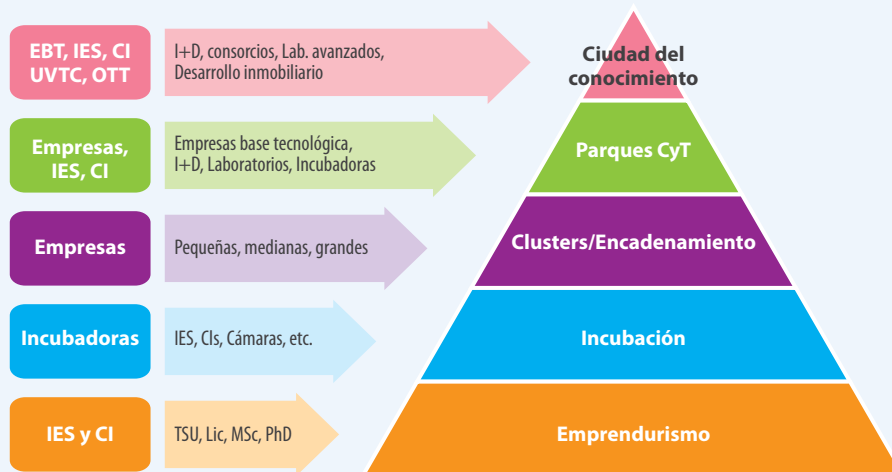 EBT, IES, CI
UVTC, OTT
I+D, consorcios, Lab. avanzados,
Desarrollo inmobiliario
Ciudad del
conocimiento
Empresas,
IES, CI
Empresas base tecnológica,
I+D, Laboratorios, Incubadoras
Parques CyT
Empresas
Pequeñas, medianas, grandes
Clusters/Encadenamiento
Incubadoras
IES, CIs, Cámaras, etc.
Incubación
IES y CI
TSU, Lic, MSc, PhD
Emprendurismo